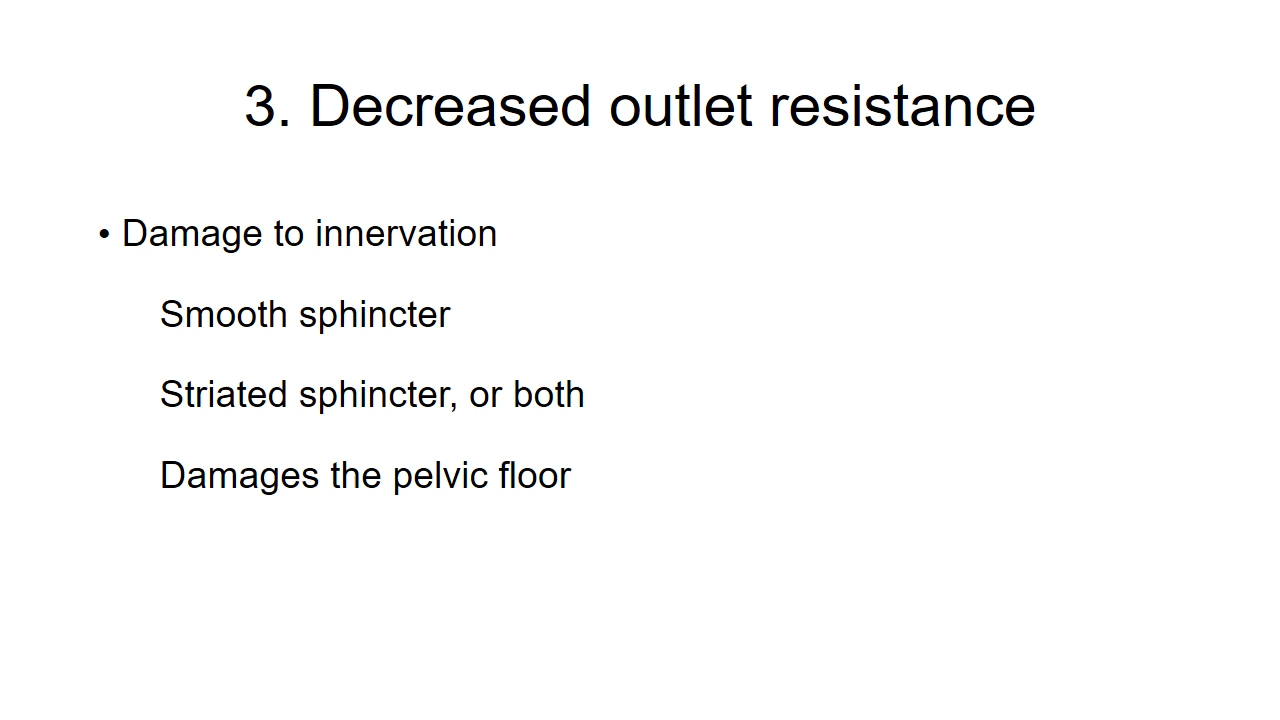 3. Decreased outlet resistance
• Damage to innervation
Smooth sphincter
Striated sphincter, or both
Damages the pelvic floor